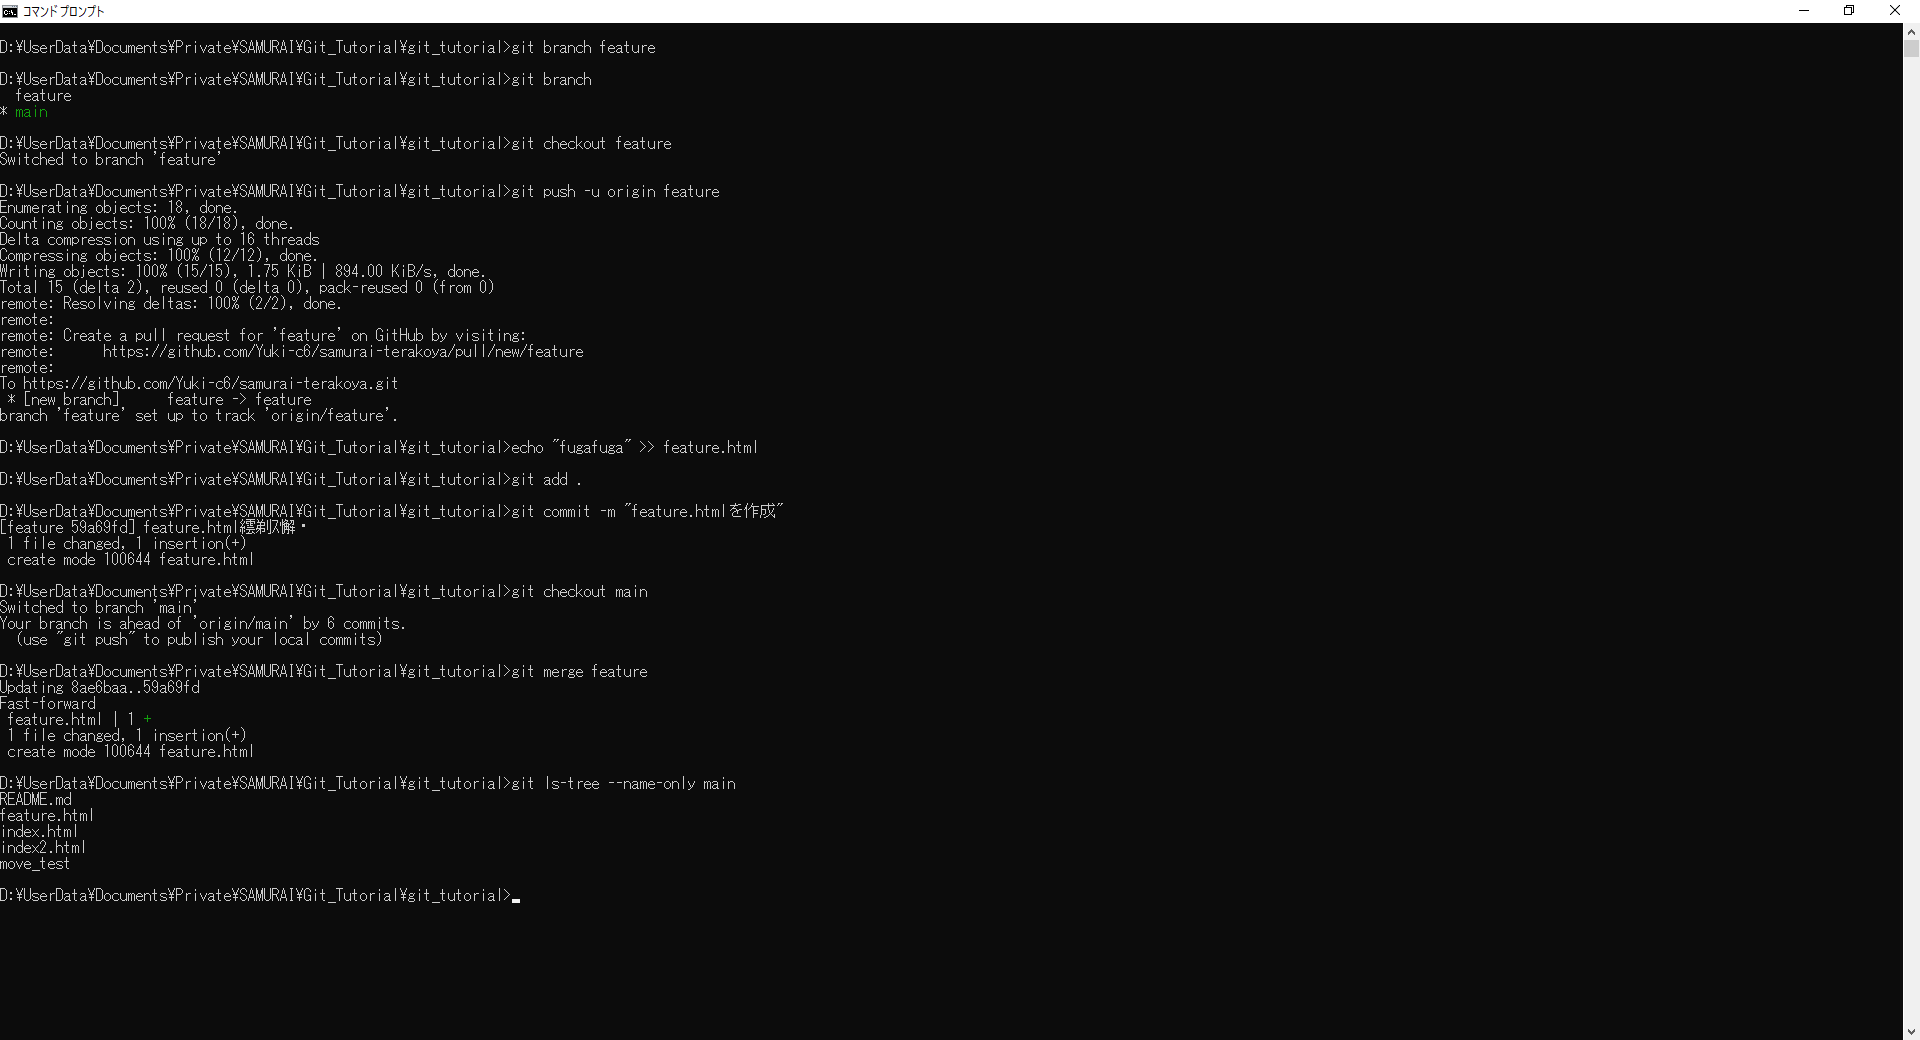 コマンド プロンプト
D:¥UserData¥Documents¥Private¥SAMURAI¥Git_Tutorial¥git_tutorial>git branch feature
D:¥UserData¥Documents¥Private¥SAMURAI¥Git_Tutorial¥git_tutorial>git branch
  feature
* main
D:¥UserData¥Documents¥Private¥SAMURAI¥Git_Tutorial¥git_tutorial>git checkout feature
Switched to branch 'feature'
D:¥UserData¥Documents¥Private¥SAMURAI¥Git_Tutorial¥git_tutorial>git push -u origin feature
Enumerating objects: 18, done.
Counting objects: 100% (18/18), done.
Delta compression using up to 16 threads
Compressing objects: 100% (12/12), done.
Writing objects: 100% (15/15), 1.75 KiB | 894.00 KiB/s, done.
Total 15 (delta 2), reused 0 (delta 0), pack-reused 0 (from 0)
remote: Resolving deltas: 100% (2/2), done.
remote:
remote: Create a pull request for 'feature' on GitHub by visiting:
remote:      https://github.com/Yuki-c6/samurai-terakoya/pull/new/feature
remote:
To https://github.com/Yuki-c6/samurai-terakoya.git
 * [new branch]      feature -> feature
branch 'feature' set up to track 'origin/feature'.
D:¥UserData¥Documents¥Private¥SAMURAI¥Git_Tutorial¥git_tutorial>echo "fugafuga" >> feature.html
D:¥UserData¥Documents¥Private¥SAMURAI¥Git_Tutorial¥git_tutorial>git add .
D:¥UserData¥Documents¥Private¥SAMURAI¥Git_Tutorial¥git_tutorial>git commit -m "feature.htmlを作成"
[feature 59a69fd] feature.html繧剃ｽ懈・
 1 file changed, 1 insertion(+)
 create mode 100644 feature.html
D:¥UserData¥Documents¥Private¥SAMURAI¥Git_Tutorial¥git_tutorial>git checkout main
Switched to branch 'main'
Your branch is ahead of 'origin/main' by 6 commits.
  (use "git push" to publish your local commits)
D:¥UserData¥Documents¥Private¥SAMURAI¥Git_Tutorial¥git_tutorial>git merge feature
Updating 8ae6baa..59a69fd
Fast-forward
 feature.html | 1 +
 1 file changed, 1 insertion(+)
 create mode 100644 feature.html
D:¥UserData¥Documents¥Private¥SAMURAI¥Git_Tutorial¥git_tutorial>git ls-tree --name-only main
README.md
feature.html
index.html
index2.html
move_test
D:¥UserData¥Documents¥Private¥SAMURAI¥Git_Tutorial¥git_tutorial>